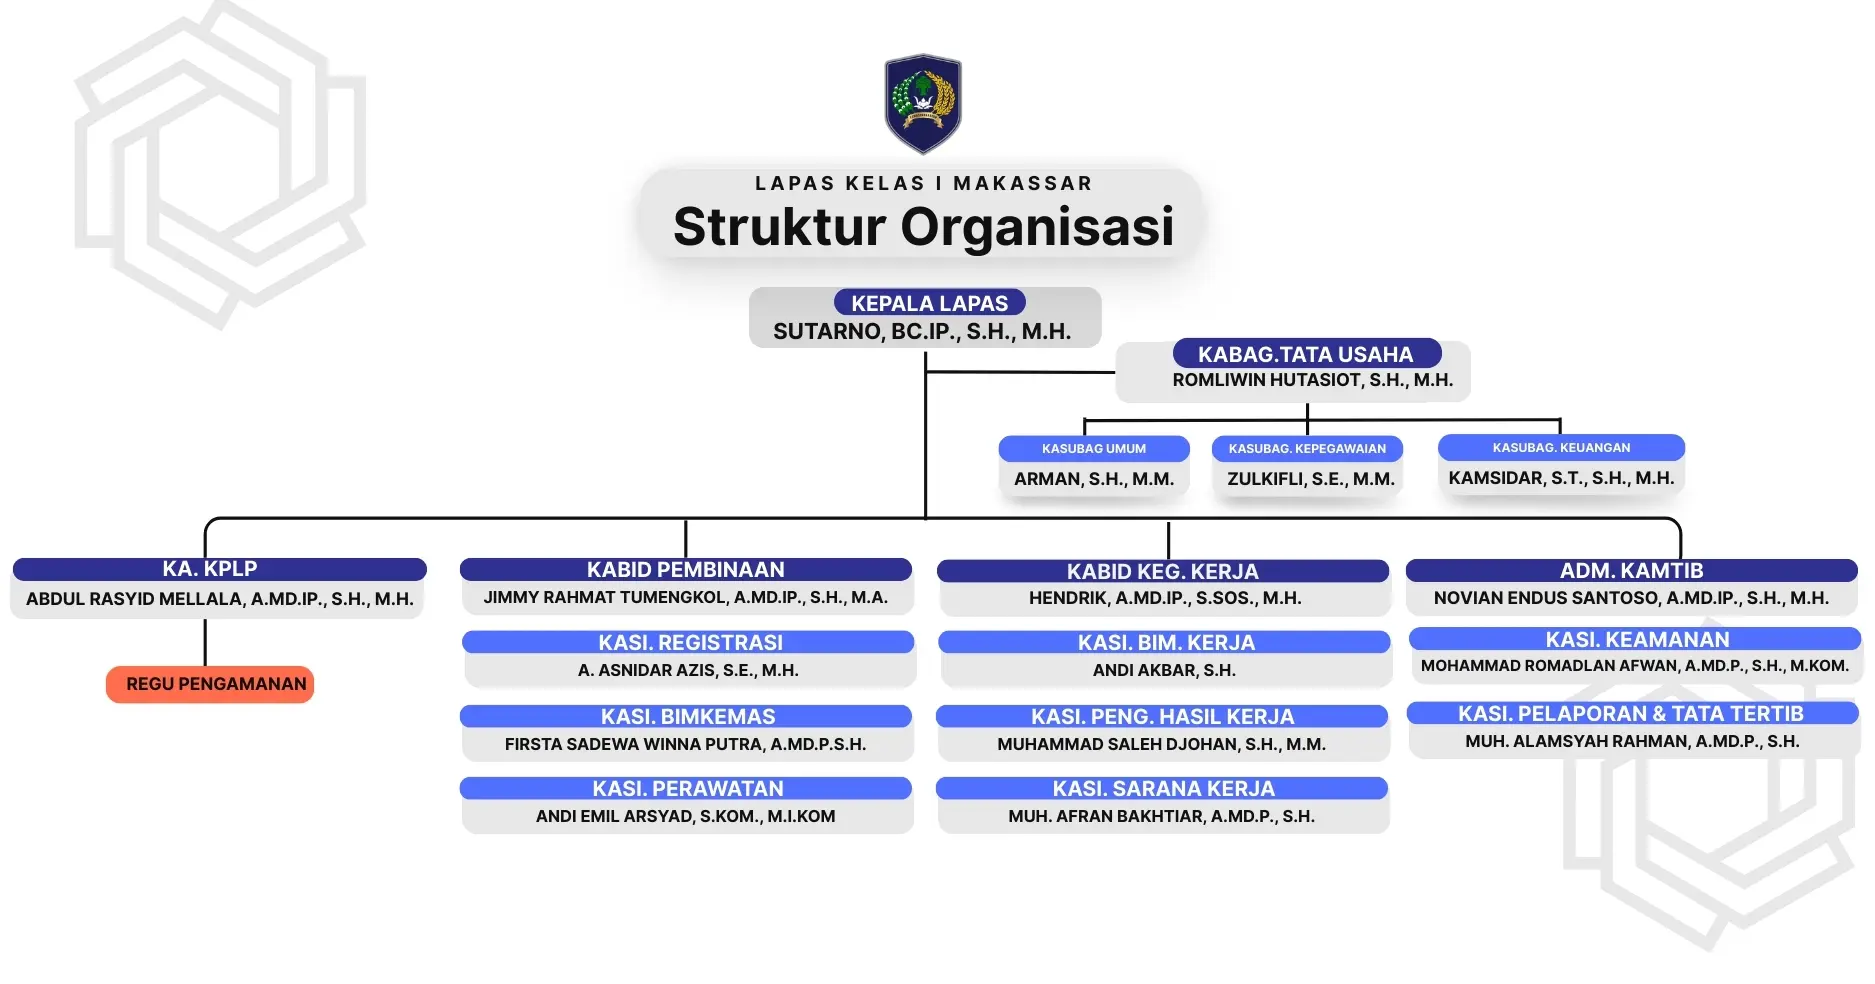 LAPAS KELAS I MAKASSAR
Struktur Organisasi
KEPALA LAPAS
SUTARNO, BC.IP., S.H., M.H.
KABAG.TATA USAHA
ROMLIWIN HUTASIOT, S.H., M.H.
KASUBAG UMUM
ARMAN, S.H., M.M.
KASUBAG. KEPEGAWAIAN
ZULKIFLI, S.E., M.M.
KASUBAG. KEUANGAN
KAMSIDAR, S.T., S.H., M.H.
KA. KPLP
ABDUL RASYID MELLALA, A.MD.IP., S.H., M.H.
REGU PENGAMANAN
KABID PEMBINAAN
JIMMY RAHMAT TUMENGKOL, A.MD.IP., S.H., M.A.
KASI. REGISTRASI
A. ASNIDAR AZIS, S.E., M.H.
KASI. BIMKEMAS
FIRSTA SADEWA WINNA PUTRA, A.MD.P.S.H.
KASI. PERAWATAN
ANDI EMIL ARSYAD, S.KOM., M.I.KOM
KABID KEG. KERJA
HENDRIK, A.MD.IP., S.SOS., M.H.
KASI. BIM. KERJA
ANDI AKBAR, S.H.
KASI. PENG. HASIL KERJA
MUHAMMAD SALEH DJOHAN, S.H., M.M.
KASI. SARANA KERJA
MUH. AFRAN BAKHTIAR, A.MD.P., S.H.
ADM. KAMTIB
NOVIAN ENDUS SANTOSO, A.MD.IP., S.H., M.H.
KASI. KEAMANAN
MOHAMMAD ROMADLAN AFWAN, A.MD.P., S.H., M.KOM.
KASI. PELAPORAN & TATA TERTIB
MUH. ALAMSYAH RAHMAN, A.MD.P., S.H.